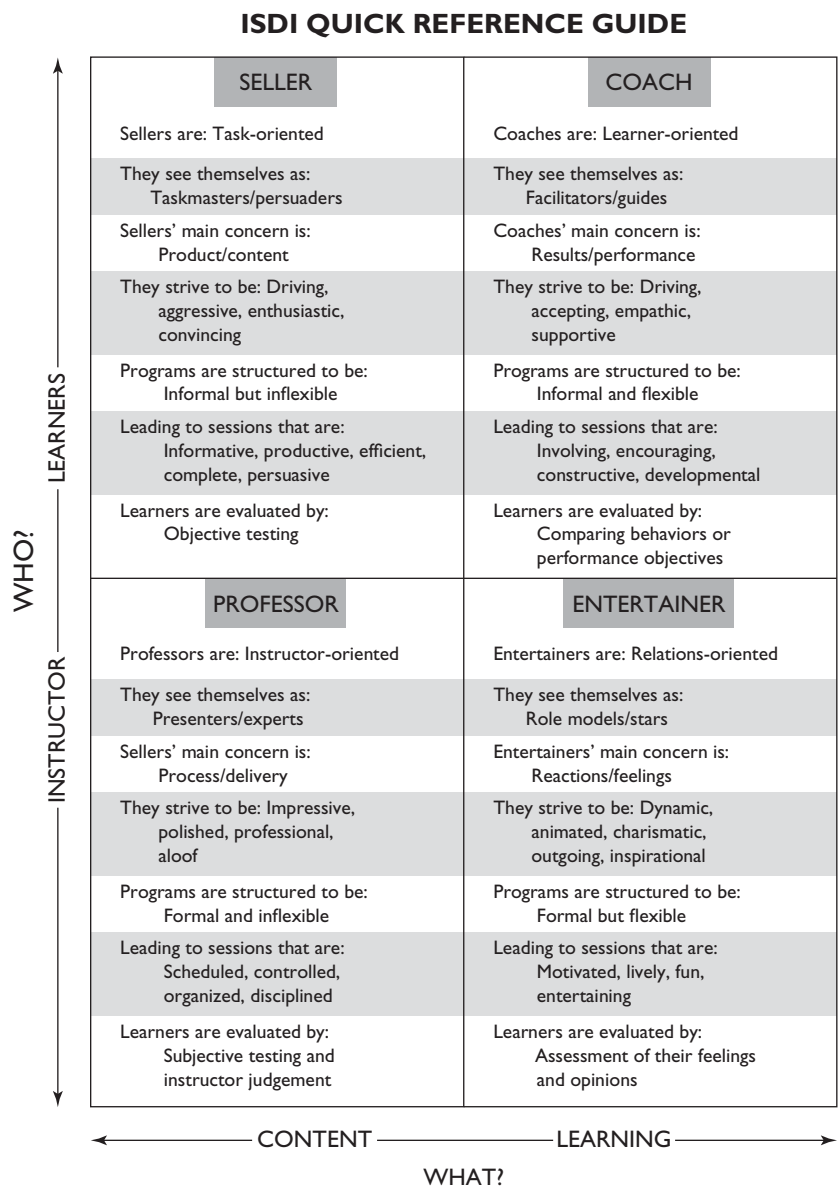 ISDI QUICK REFERENCE GUIDE
SELLER
Sellers are: Task-oriented
They see themselves as:
Taskmasters/persuaders
Sellers' main concern is:
Product/content
They strive to be: Driving,
aggressive, enthusiastic,
convincing
Programs are structured to be:
Informal but inflexible
Leading to sessions that are:
Informative, productive, efficient,
complete, persuasive
Learners are evaluated by:
Objective testing
COACH
Coaches are: Learner-oriented
They see themselves as:
Facilitators/guides
Coaches' main concern is:
Results/performance
They strive to be: Driving,
accepting, empathic,
supportive
Programs are structured to be:
Informal and flexible
Leading to sessions that are:
Involving, encouraging,
constructive, developmental
Learners are evaluated by:
Comparing behaviors or
performance objectives
PROFESSOR
Professors are: Instructor-oriented
They see themselves as:
Presenters/experts
Sellers' main concern is:
Process/delivery
They strive to be: Impressive,
polished, professional,
aloof
Programs are structured to be:
Formal and inflexible
Leading to sessions that are:
Scheduled, controlled,
organized, disciplined
Learners are evaluated by:
Subjective testing and
instructor judgement
ENTERTAINER
Entertainers are: Relations-oriented
They see themselves as:
Role models/stars
Entertainers' main concern is:
Reactions/feelings
They strive to be: Dynamic,
animated, charismatic,
outgoing, inspirational
Programs are structured to be:
Formal but flexible
Leading to sessions that are:
Motivated, lively, fun,
entertaining
Learners are evaluated by:
Assessment of their feelings
and opinions
WHO?
LEARNERS
INSTRUCTOR
CONTENT
LEARNING
WHAT?